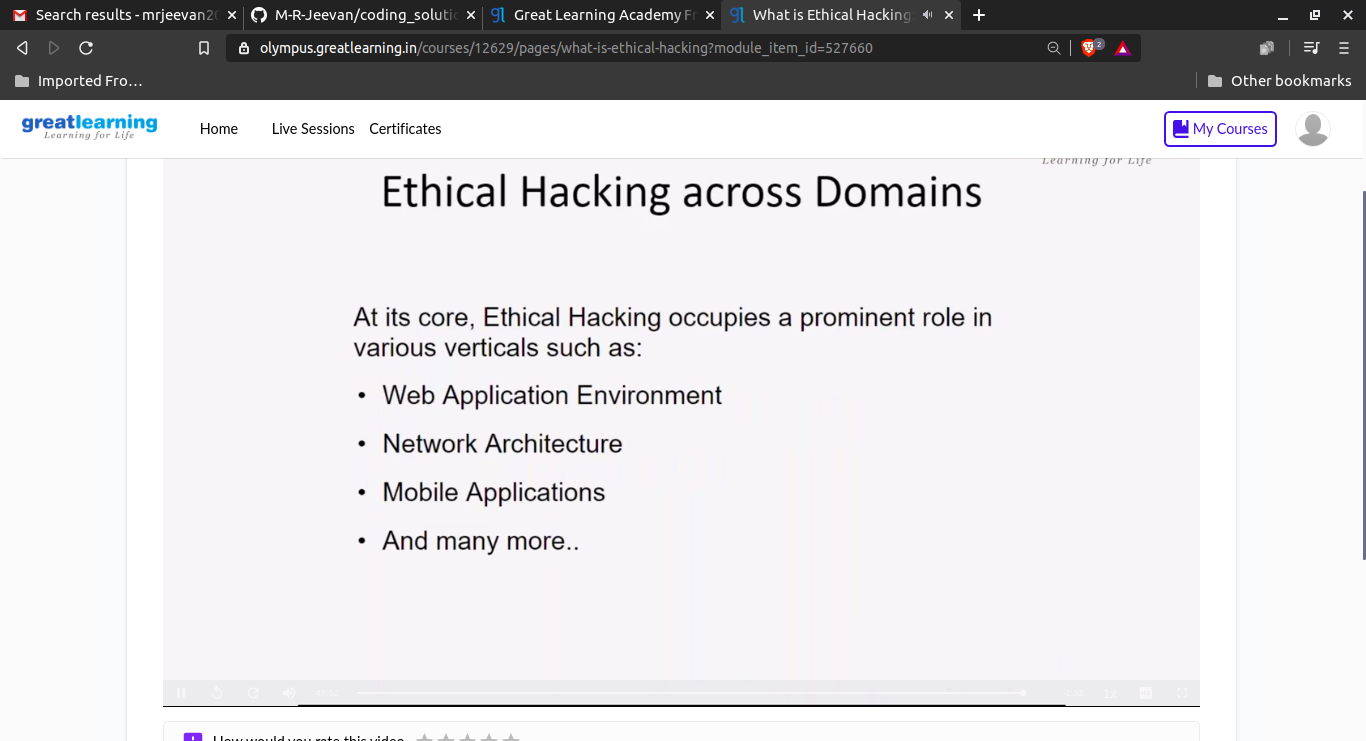 Search results - mrjeevan20
M-R-Jeevan/coding_solutio
Great Learning Academy Fr
What is Ethical Hacking:
olympus.greatlearning.in/courses/12629/pages/what-is-ethical-hacking?module_item_id=527660
2
Imported Fro…
Other bookmarks
greatlearning
Learning for Life
Home
Live Sessions
Certificates
My Courses
Learning for Life
Ethical Hacking across Domains
At its core, Ethical Hacking occupies a prominent role in
various verticals such as:
• Web Application Environment
• Network Architecture
• Mobile Applications
• And many more..
1x
How would you rate this video